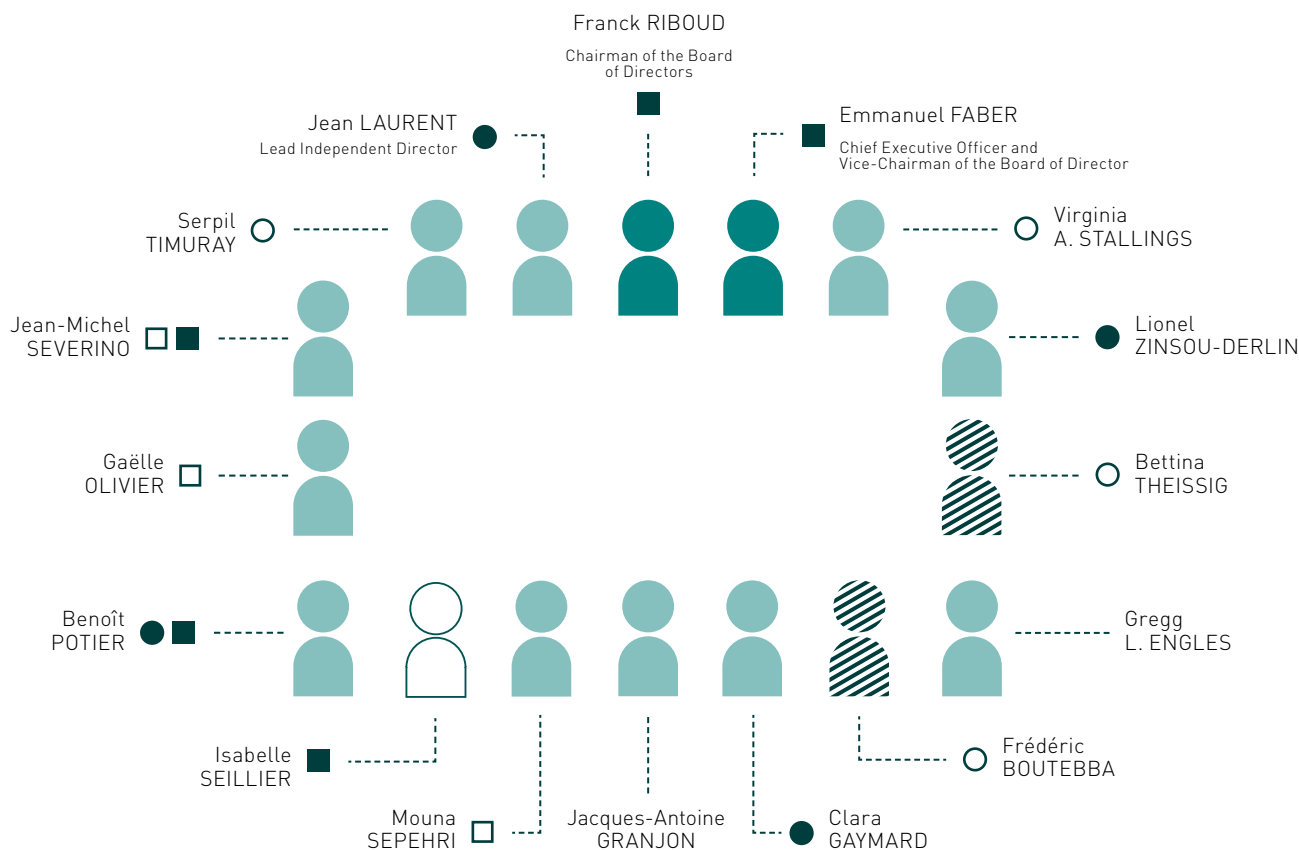 Franck RIBOUD
Chairman of the Board
of Directors
Jean LAURENT
Lead Independent Director
Emmanuel FABER
Chief Executive Officer and
Vice-Chairman of the Board of Director
Serpil
TIMURAY
Virginia
A. STALLINGS
Jean-Michel
SEVERINO
Lionel
ZINSOU-DERLIN
Gaëlle
OLIVIER
Bettina
THEISSIG
Benoît
POTIER
Gregg
L. ENGLES
Isabelle
SEILLIER
Frédéric
BOUTEBBA
Mouna
SEPEHRI
Jacques-Antoine
GRANJON
Clara
GAYMARD